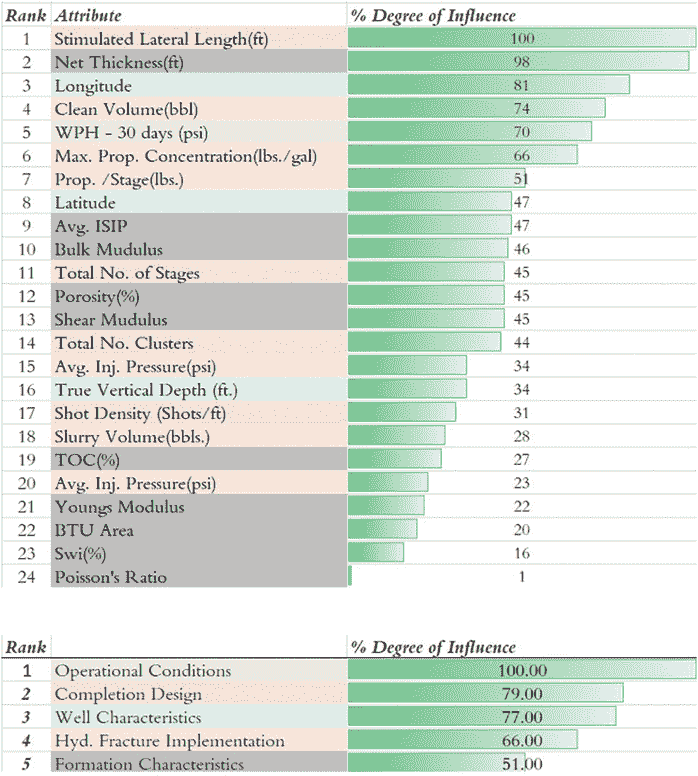 Rank Attribute % Degree of Influence
1 Stimulated Lateral Length(ft) 100
2 Net Thickness(ft) 98
3 Longitude 81
4 Clean Volume(bbl) 74
5 WPH - 30 days (psi) 70
6 Max. Prop. Concentration(lbs./gal) 66
7 Prop. /Stage(lbs.) 51
8 Latitude 47
9 Avg. ISIP 47
10 Bulk Mudulus 46
11 Total No. of Stages 45
12 Porosity(%) 45
13 Shear Mudulus 45
14 Total No. Clusters 44
15 Avg. Inj. Pressure(psi) 34
16 True Vertical Depth (ft.) 34
17 Shot Density (Shots/ft) 31
18 Slurry Volume(bbls.) 28
19 TOC(%) 27
20 Avg. Inj. Pressure(psi) 23
21 Youngs Modulus 22
22 BTU Area 20
23 Swi(%) 16
24 Poisson's Ratio 1
Rank % Degree of Influence
1 Operational Conditions 100.00
2 Completion Design 79.00
3 Well Characteristics 77.00
4 Hyd. Fracture Implementation 66.00
5 Formation Characteristics 51.00